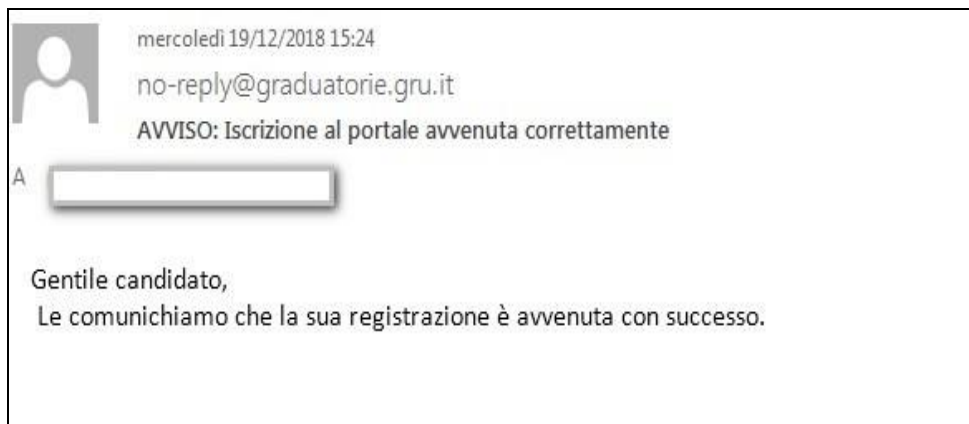 mercoledì 19/12/2018 15:24
no-reply@graduatorie.gru.it
AVVISO: Iscrizione al portale avvenuta correttamente
A
Gentile candidato,
Le comunichiamo che la sua registrazione è avvenuta con successo.